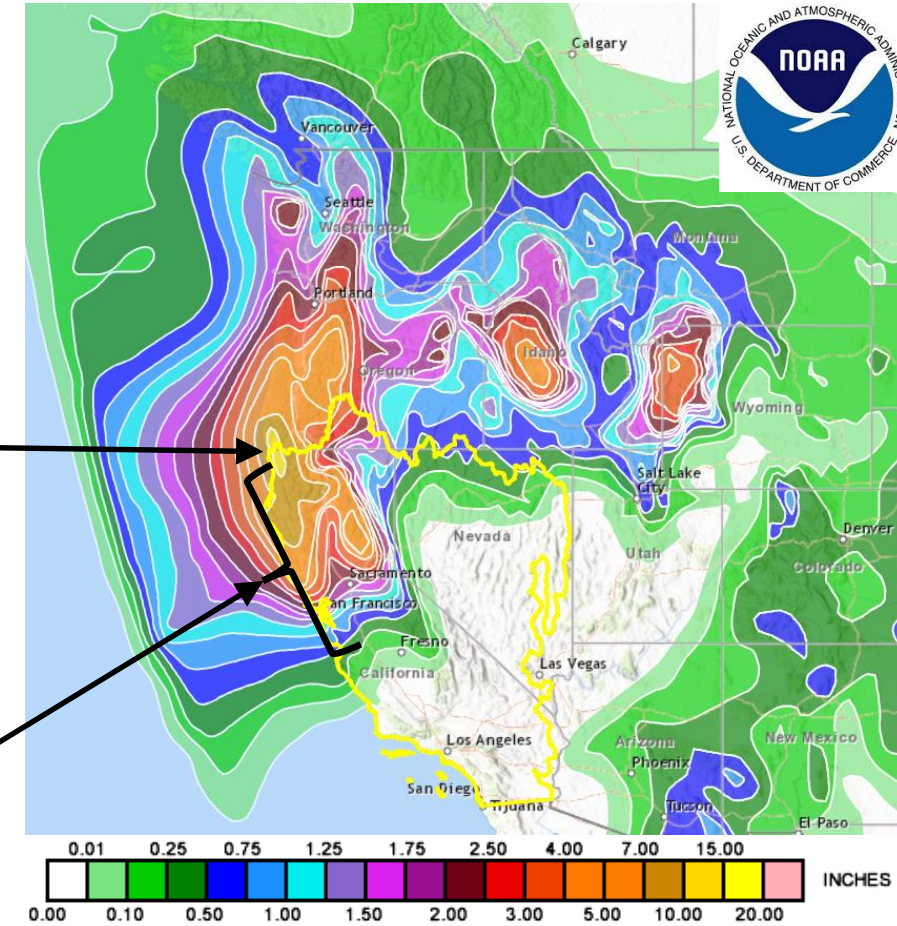 NATIONAL OCEANIC AND ATMOSPHERIC
NOAA
U.S. DEPARTMENT OF COMMERCE
Calgary
Vancouver
Seattle
Washington
Montana
Portland
Idaho
Oregon
Wyoming
Salt Lake
City
Nevada
Utah
Denver
Colorado
Sacramento
San Francisco
Fresno
California
Las Vegas
Los Angeles
Arizona
New Mexico
Phoenix
San Diego
Tijuana
Tucson
El Paso
0.01 0.25 0.75 1.25 1.75 2.50 4.00 7.00 15.00
INCHES
0.00 0.10 0.50 1.00 1.50 2.00 3.00 5.00 10.00 20.00